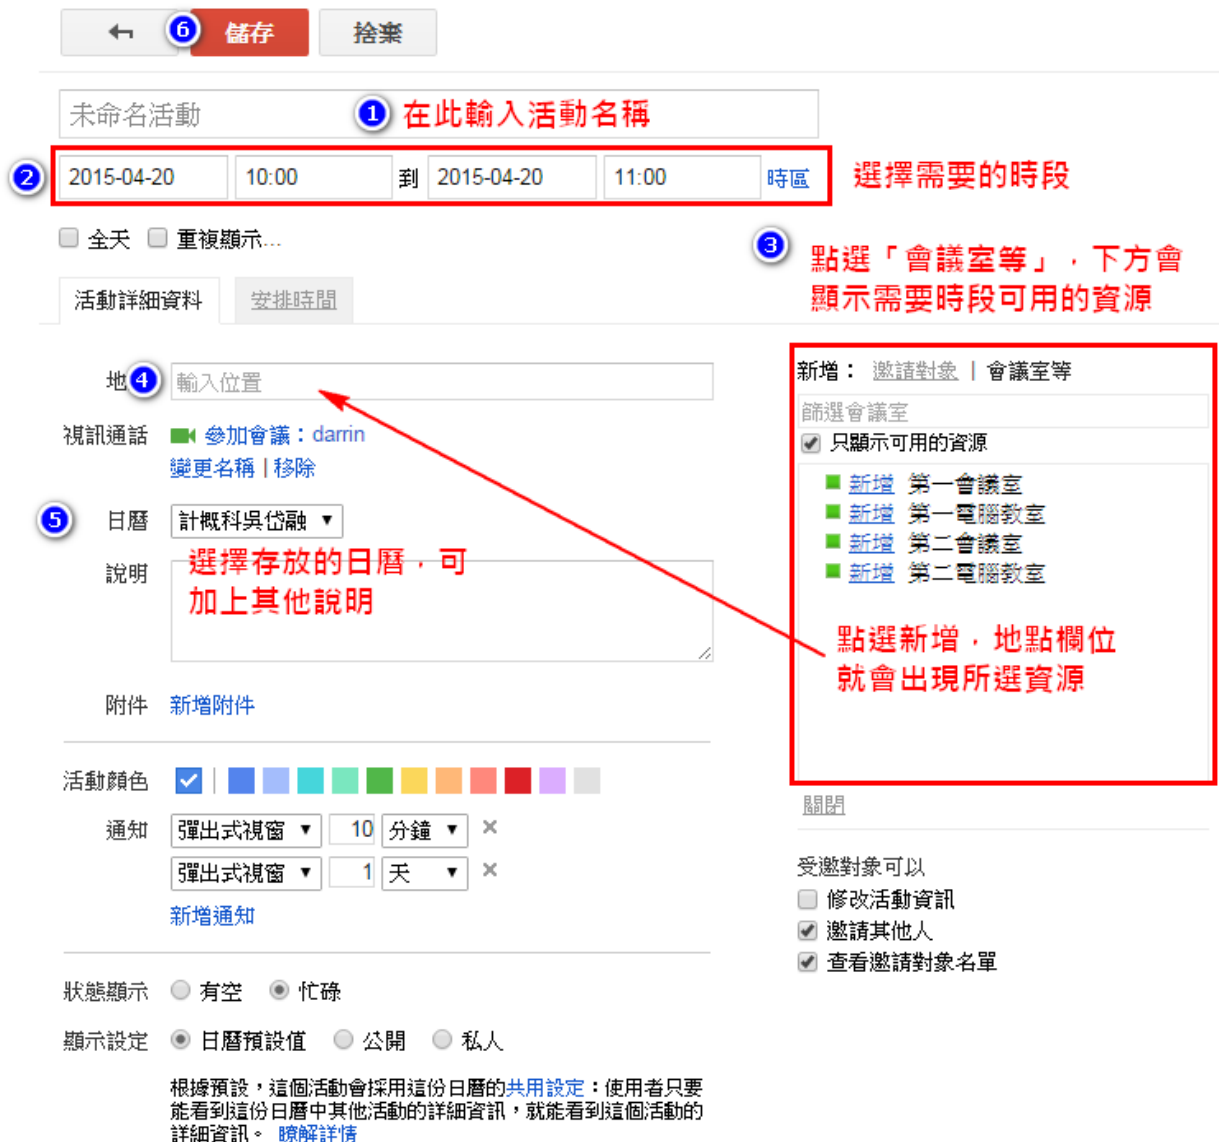 6 儲存 捨棄
未命名活動 1 在此輸入活動名稱
2 2015-04-20 10:00 到 2015-04-20 11:00 時區 選擇需要的時段
全天 重複顯示...
3 點選「會議室等」，下方會
顯示需要時段可用的資源
活動詳細資料 安排時間
地 4 輸入位置
視訊通話 參加會議：darrin
變更名稱 | 移除
5 日曆 計概科吳岱融
選擇存放的日曆，可
加上其他說明
說明
附件 新增附件
新增： 邀請對象 | 會議室等
篩選會議室
只顯示可用的資源
新增 第一會議室
新增 第一電腦教室
新增 第二會議室
新增 第二電腦教室
點選新增，地點欄位
就會出現所選資源
關閉
活動顏色
通知 彈出式視窗 10 分鐘
彈出式視窗 1 天
新增通知
受邀對象可以
修改活動資訊
邀請其他人
查看邀請對象名單
狀態顯示 有空 忙碌
顯示設定 日曆預設值 公開 私人
根據預設，這個活動會採用這份日曆的共用設定：使用者只要
能看到這份日曆中其他活動的詳細資訊，就能看到這個活動的
詳細資訊。 瞭解詳情